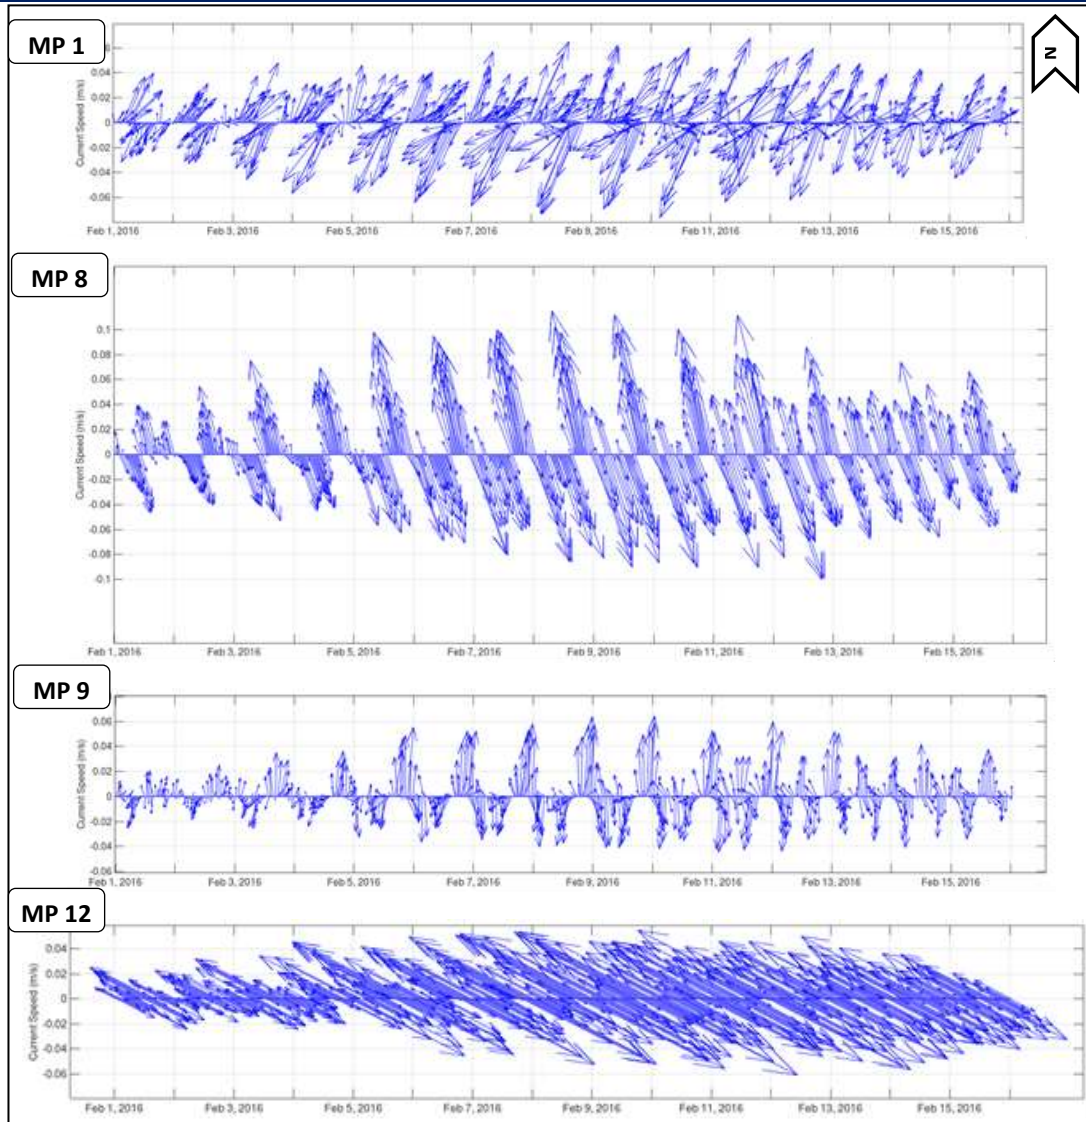 MP 1
N
Current Speed (m/s)
0.04
0.02
0
-0.02
-0.04
-0.06
Feb 1, 2016 Feb 3, 2016 Feb 5, 2016 Feb 7, 2016 Feb 9, 2016 Feb 11, 2016 Feb 13, 2016 Feb 15, 2016
MP 8
Current Speed (m/s)
0.1
0.08
0.06
0.04
0.02
0
-0.02
-0.04
-0.06
-0.08
-0.1
Feb 1, 2016 Feb 3, 2016 Feb 5, 2016 Feb 7, 2016 Feb 9, 2016 Feb 11, 2016 Feb 13, 2016 Feb 15, 2016
MP 9
Current Speed (m/s)
0.06
0.04
0.02
0
-0.02
-0.04
-0.06
Feb 1, 2016 Feb 3, 2016 Feb 5, 2016 Feb 7, 2016 Feb 9, 2016 Feb 11, 2016 Feb 13, 2016 Feb 15, 2016
MP 12
Current Speed (m/s)
0.04
0.02
0
-0.02
-0.04
-0.06
Feb 1, 2016 Feb 3, 2016 Feb 5, 2016 Feb 7, 2016 Feb 9, 2016 Feb 11, 2016 Feb 13, 2016 Feb 15, 2016